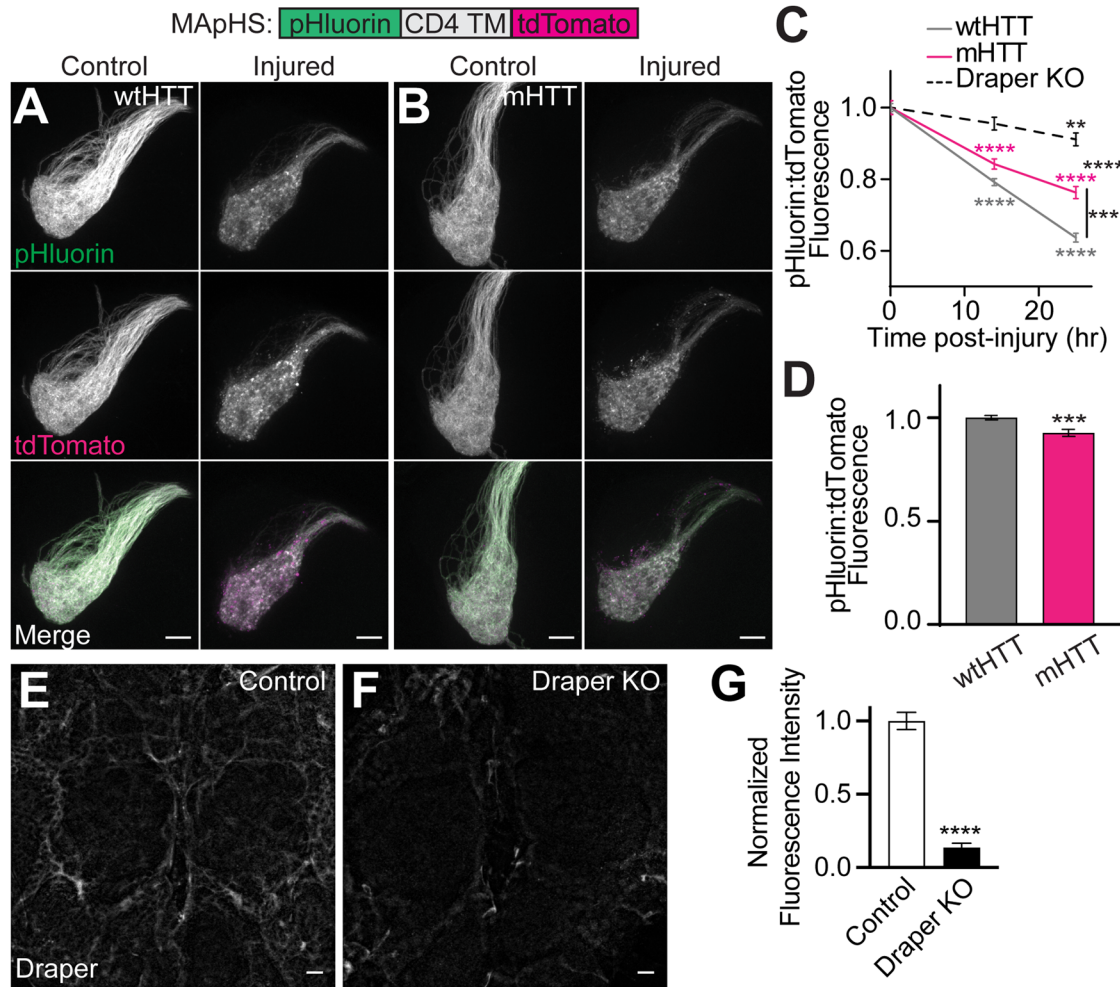 MApHS: pHluorin CD4 TM tdTomato
Control Injured Control Injured
A wtHTT B mHTT
pHluorin
tdTomato
Merge
C
wtHTT
mHTT
Draper KO
pHluorin:tdTomato
Fluorescence
1.0
0.8
0.6
**
****
****
****
***
****
****
0 10 20
Time post-injury (hr)
D
pHluorin:tdTomato
Fluorescence
1.0
0.5
0.0
***
wtHTT mHTT
E Control
Draper
F Draper KO
G
Normalized
Fluorescence Intensity
1.0
0.5
0.0
****
Control Draper KO